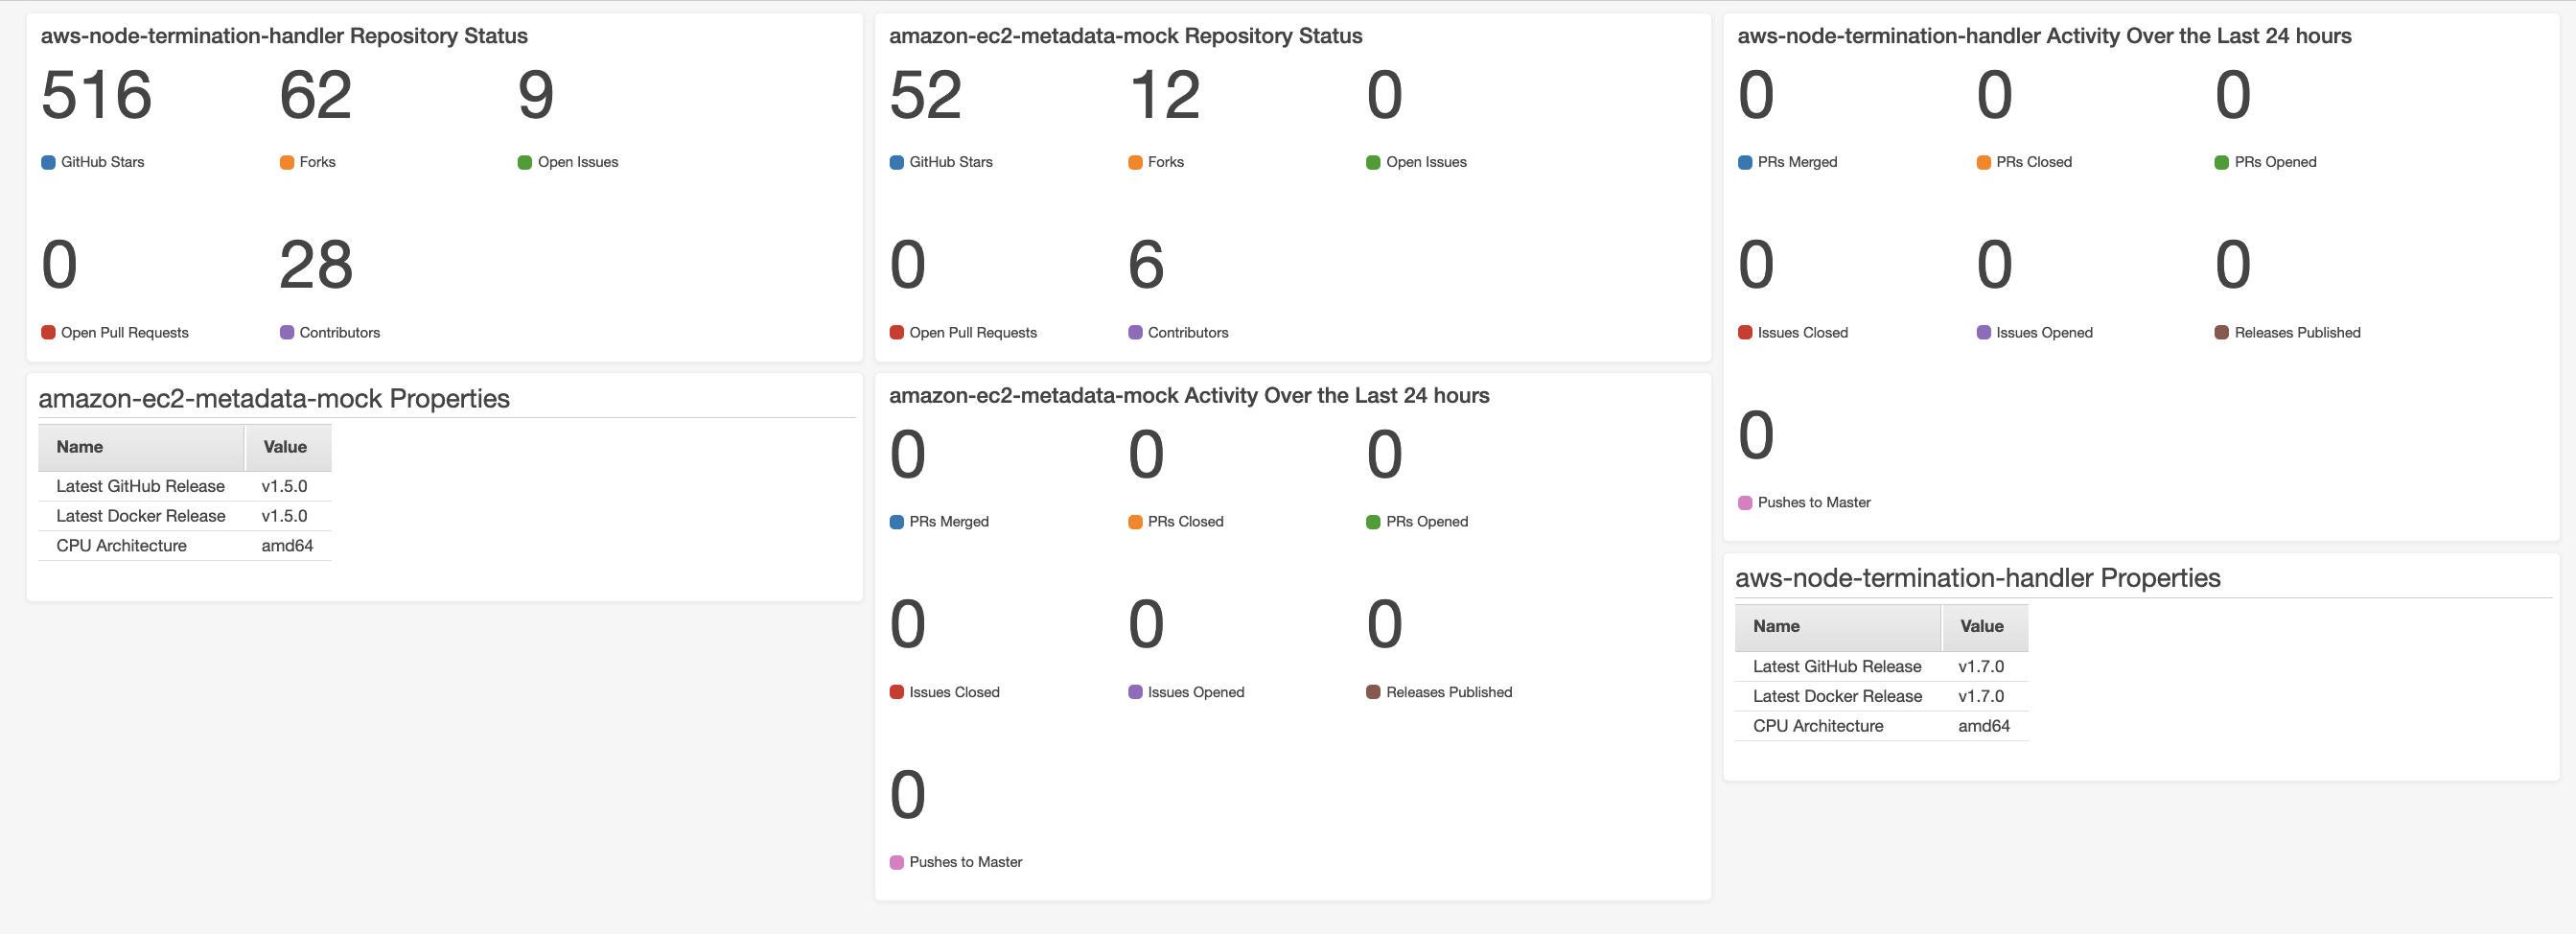 aws-node-termination-handler Repository Status
516 62 9
GitHub Stars Forks Open Issues
0 28
Open Pull Requests Contributors
amazon-ec2-metadata-mock Repository Status
52 12 0
GitHub Stars Forks Open Issues
0 6
Open Pull Requests Contributors
aws-node-termination-handler Activity Over the Last 24 hours
0 0 0
PRs Merged PRs Closed PRs Opened
0 0 0
Issues Closed Issues Opened Releases Published
0
Pushes to Master
amazon-ec2-metadata-mock Properties
Name Value
Latest GitHub Release v1.5.0
Latest Docker Release v1.5.0
CPU Architecture amd64
amazon-ec2-metadata-mock Activity Over the Last 24 hours
0 0 0
PRs Merged PRs Closed PRs Opened
0 0 0
Issues Closed Issues Opened Releases Published
0
Pushes to Master
aws-node-termination-handler Properties
Name Value
Latest GitHub Release v1.7.0
Latest Docker Release v1.7.0
CPU Architecture amd64